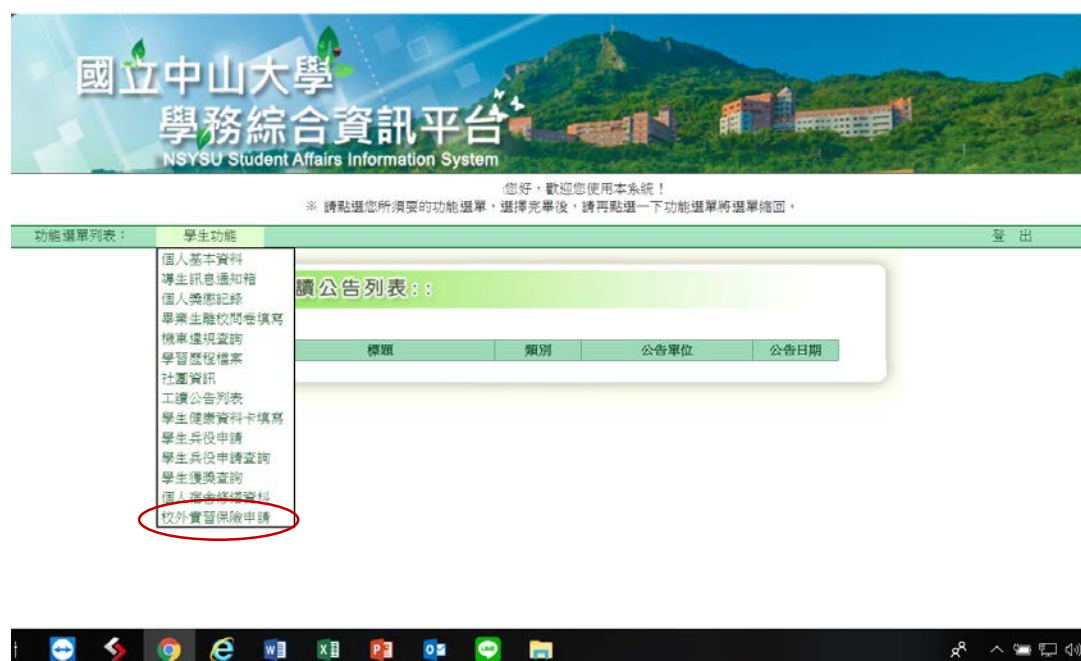 國立中山大學
學務綜合資訊平台
NSYSU Student Affairs Information System
您好，歡迎您使用本系統！
※ 請點選您所須要的功能選單，選擇完畢後，請再點選一下功能選單將選單縮回。
功能選單列表： 學生功能 登 出
個人基本資料
導生訊息通知箱
個人獎懲記錄
畢業生離校問卷填寫
機車違規查詢
學習歷程檔案
社團資訊
工讀公告列表
學生健康資料卡填寫
學生兵役申請
學生兵役申請查詢
學生獲獎查詢
個人宿舍修繕資料
校外實習保險申請
讀公告列表::
標題 類別 公告單位 公告日期